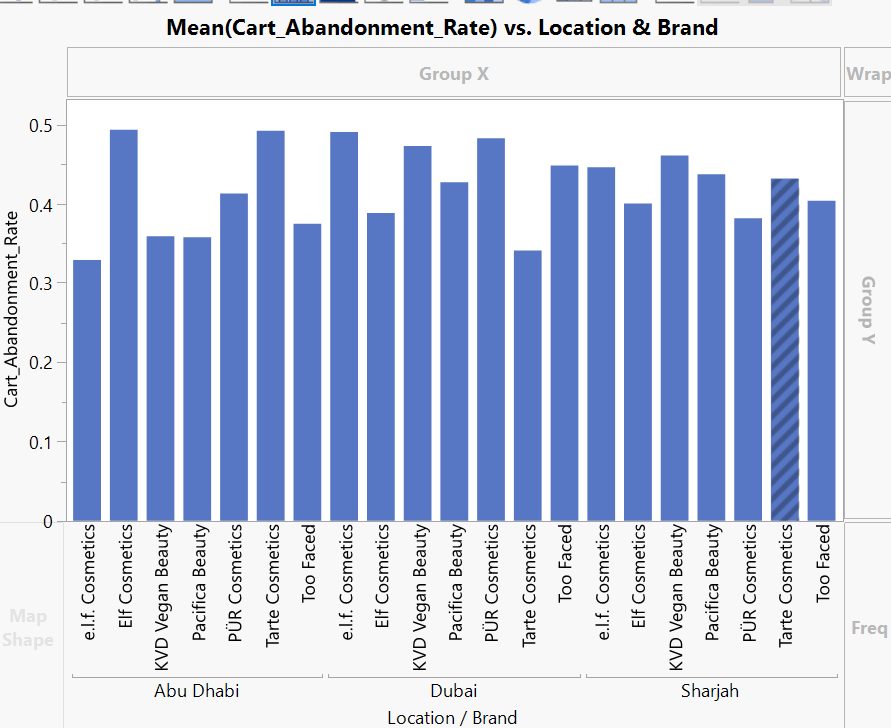 Mean(Cart_Abandonment_Rate) vs. Location & Brand
Group X
Wrap
Cart_Abandonment_Rate
0.5
0.4
0.3
0.2
0.1
0
Group Y
e.l.f. Cosmetics
Elf Cosmetics
KVD Vegan Beauty
Pacifica Beauty
PÜR Cosmetics
Tarte Cosmetics
Too Faced
e.l.f. Cosmetics
Elf Cosmetics
KVD Vegan Beauty
Pacifica Beauty
PÜR Cosmetics
Tarte Cosmetics
Too Faced
e.l.f. Cosmetics
Elf Cosmetics
KVD Vegan Beauty
Pacifica Beauty
PÜR Cosmetics
Tarte Cosmetics
Too Faced
Map
Shape
Freq
Abu Dhabi
Dubai
Sharjah
Location / Brand